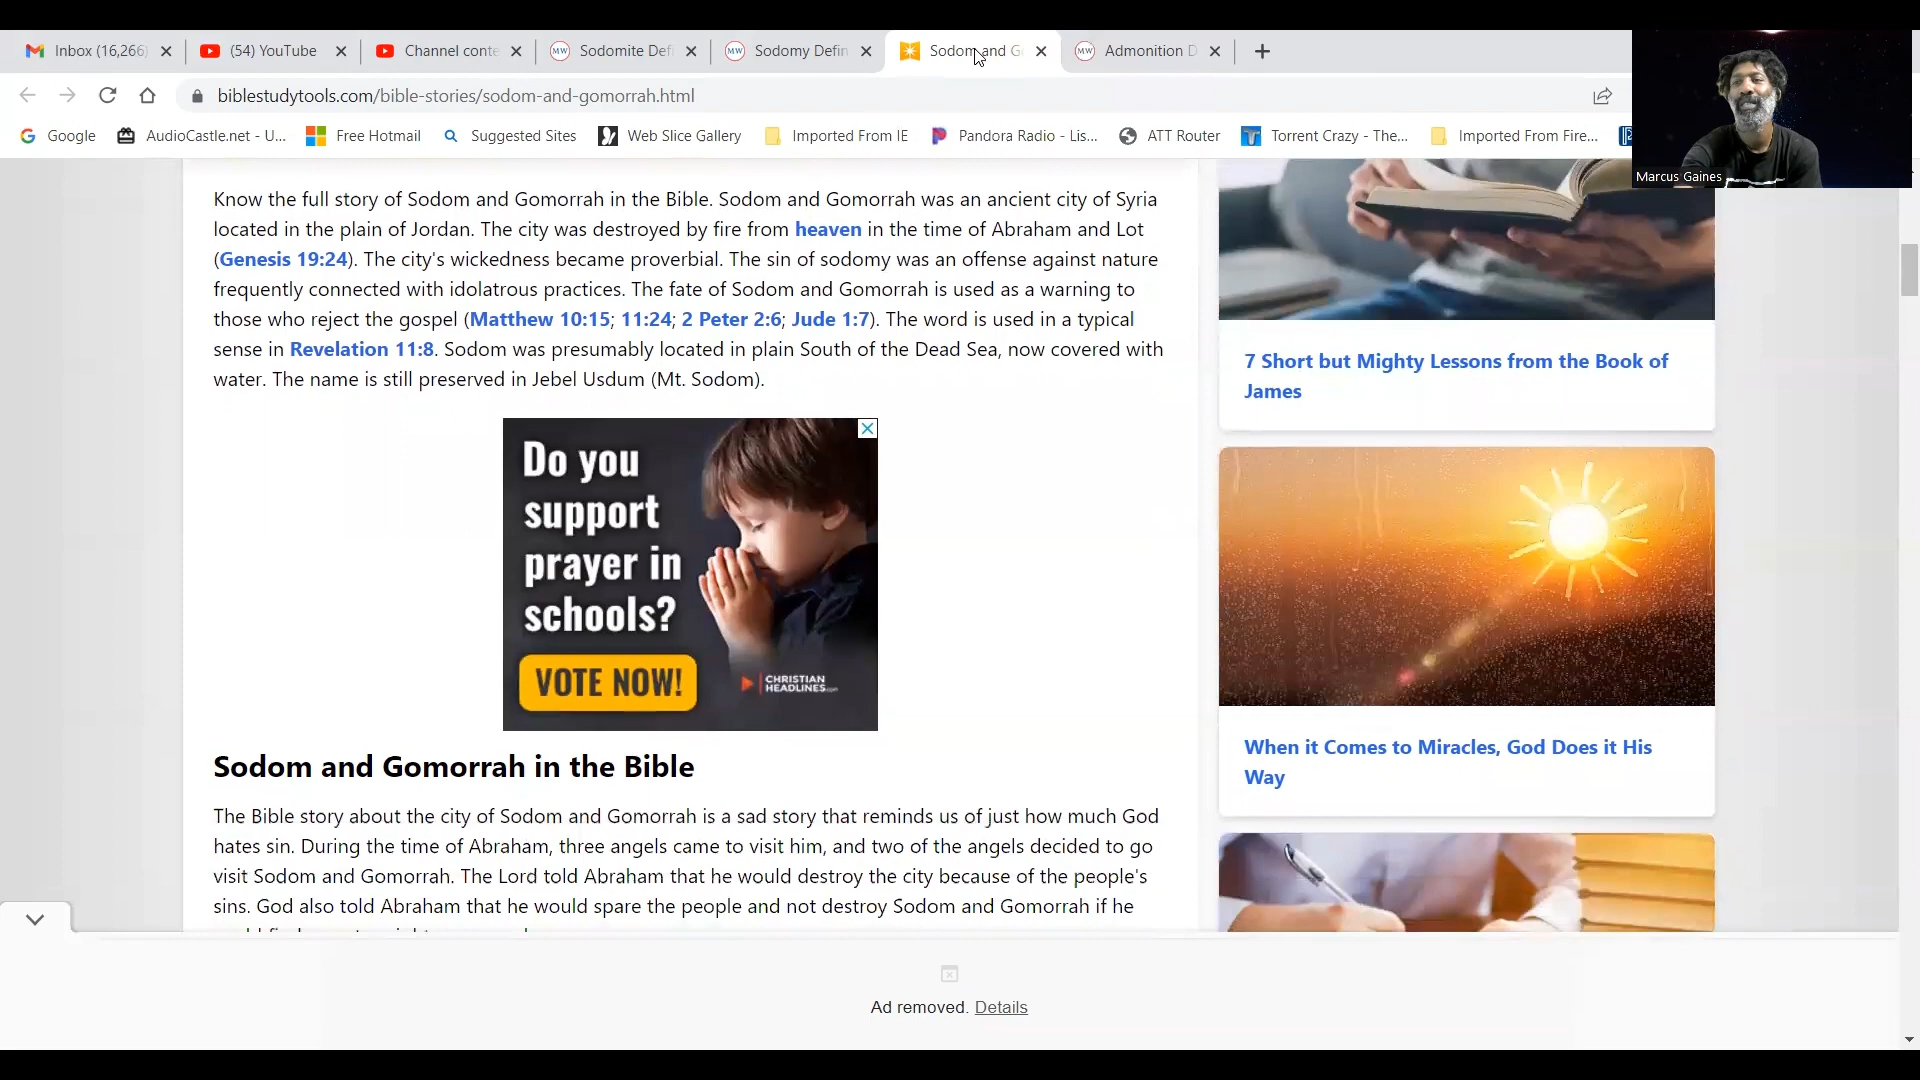 Inbox (16,266)
(54) YouTube
Channel conte
Sodomite Defi
Sodomy Defin
Sodom and G
Admonition D
biblestudytools.com/bible-stories/sodom-and-gomorrah.html
Google
AudioCastle.net - U...
Free Hotmail
Suggested Sites
Web Slice Gallery
Imported From IE
Pandora Radio - Lis...
ATT Router
Torrent Crazy - The...
Imported From Fire...
Marcus Gaines
Know the full story of Sodom and Gomorrah in the Bible. Sodom and Gomorrah was an ancient city of Syria
located in the plain of Jordan. The city was destroyed by fire from heaven in the time of Abraham and Lot
(Genesis 19:24). The city's wickedness became proverbial. The sin of sodomy was an offense against nature
frequently connected with idolatrous practices. The fate of Sodom and Gomorrah is used as a warning to
those who reject the gospel (Matthew 10:15; 11:24; 2 Peter 2:6; Jude 1:7). The word is used in a typical
sense in Revelation 11:8. Sodom was presumably located in plain South of the Dead Sea, now covered with
water. The name is still preserved in Jebel Usdum (Mt. Sodom).
Do you
support
prayer in
schools?
VOTE NOW!
CHRISTIAN
HEADLINES.com
Sodom and Gomorrah in the Bible
The Bible story about the city of Sodom and Gomorrah is a sad story that reminds us of just how much God
hates sin. During the time of Abraham, three angels came to visit him, and two of the angels decided to go
visit Sodom and Gomorrah. The Lord told Abraham that he would destroy the city because of the people's
sins. God also told Abraham that he would spare the people and not destroy Sodom and Gomorrah if he
7 Short but Mighty Lessons from the Book of
James
When it Comes to Miracles, God Does it His
Way
Ad removed. Details